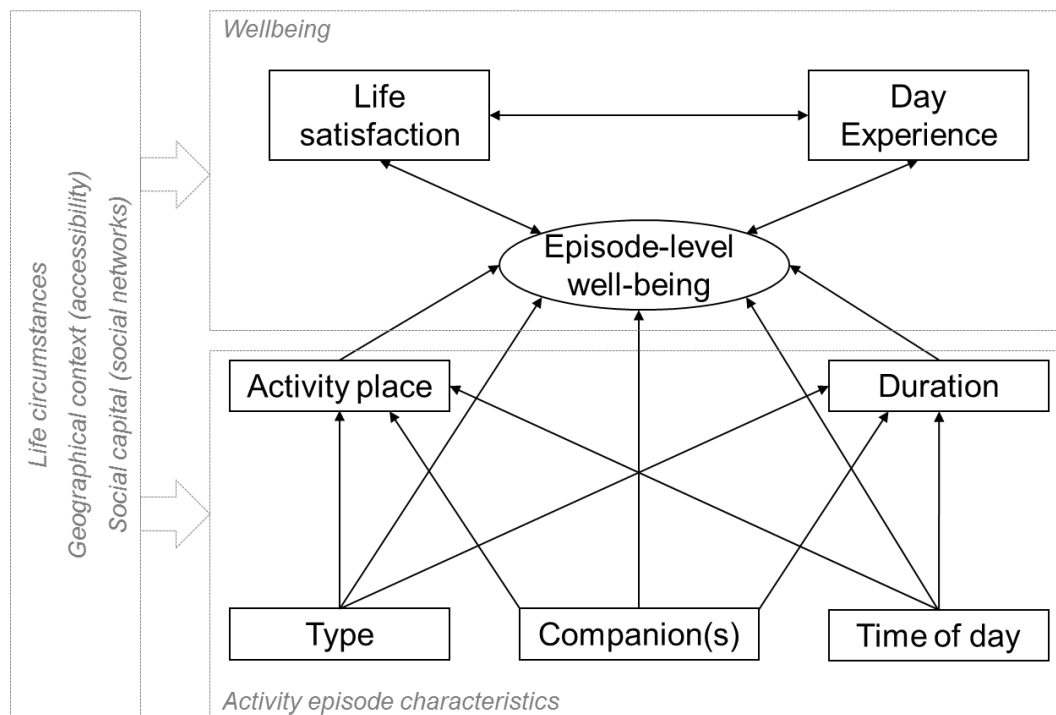 Life circumstances
Geographical context (accessibility)
Social capital (social networks)
Wellbeing
Life
satisfaction
Day
Experience
Episode-level
well-being
Activity place
Duration
Type
Companion(s)
Time of day
Activity episode characteristics